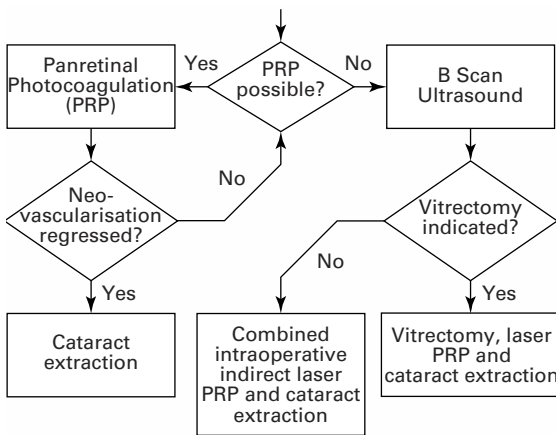 Panretinal
Photocoagulation
(PRP)
Yes
PRP
possible?
No
B Scan
Ultrasound
Neo-
vascularisation
regressed?
No
Vitrectomy
indicated?
Yes
No
Yes
Cataract
extraction
Combined
intraoperative
indirect laser
PRP and cataract
extraction
Vitrectomy, laser
PRP and
cataract extraction